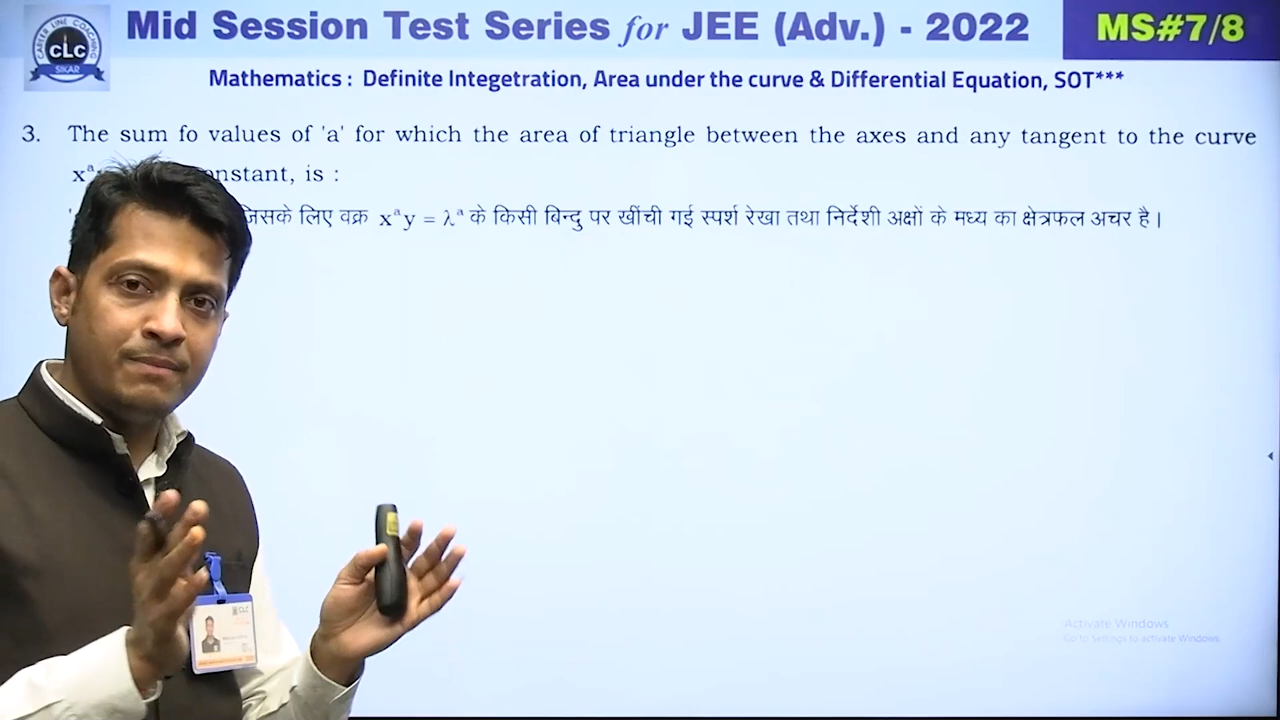 CAREER LINE COACHING
CLC
SIKAR
Mid Session Test Series for JEE (Adv.) - 2022
MS#7/8
Mathematics : Definite Integetration, Area under the curve & Differential Equation, SOT***
3. The sum fo values of 'a' for which the area of triangle between the axes and any tangent to the curve
xᵃ is :
जिसके लिए वक्र xᵃy = λᵃ के किसी बिन्दु पर खींची गई स्पर्श रेखा तथा निर्देशी अक्षों के मध्य का क्षेत्रफल अचर है।
Activate Windows
Go to Settings to activate Windows.
CLC